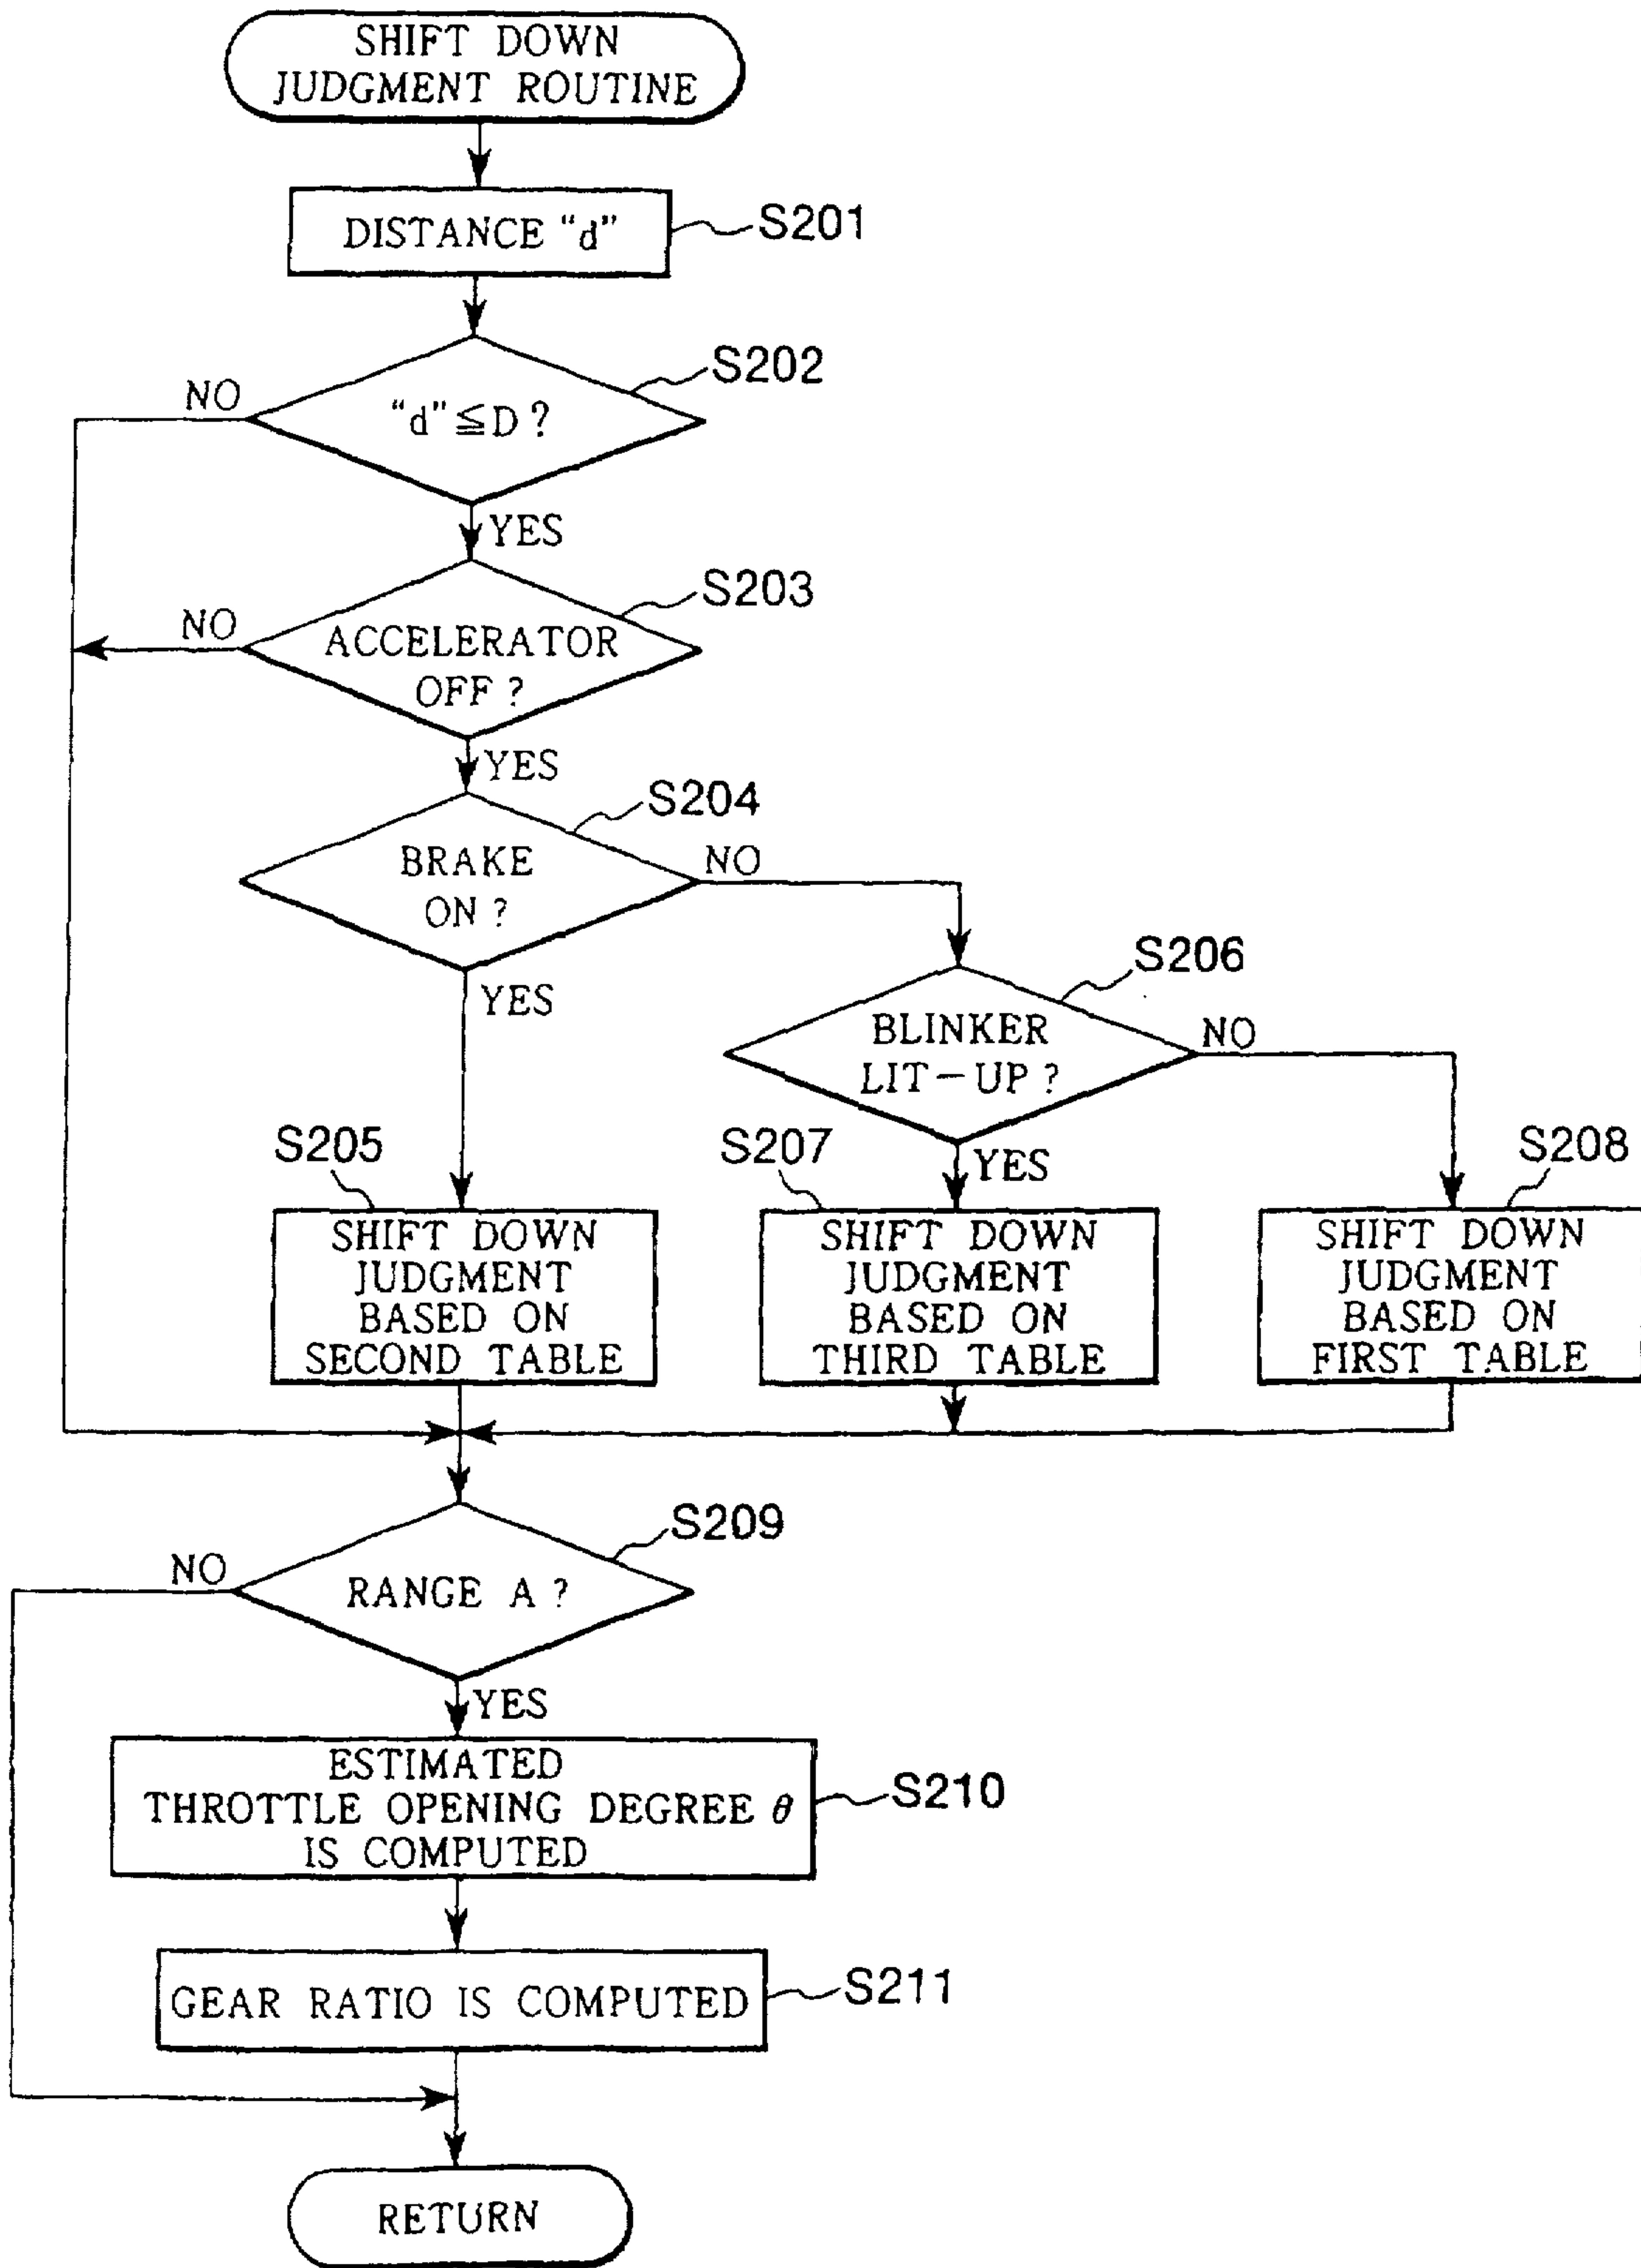 SHIFT DOWN
JUDGMENT ROUTINE
DISTANCE “d”
S201
S202
NO
“d”≦D?
YES
S203
NO
ACCELERATOR
OFF?
YES
S204
BRAKE
ON?
NO
YES
S206
BLINKER
LIT-UP?
NO
YES
S205
SHIFT DOWN
JUDGMENT
BASED ON
SECOND TABLE
S207
SHIFT DOWN
JUDGMENT
BASED ON
THIRD TABLE
S208
SHIFT DOWN
JUDGMENT
BASED ON
FIRST TABLE
S209
NO
RANGE A?
YES
ESTIMATED
THROTTLE OPENING DEGREE θ
IS COMPUTED
S210
GEAR RATIO IS COMPUTED
S211
RETURN